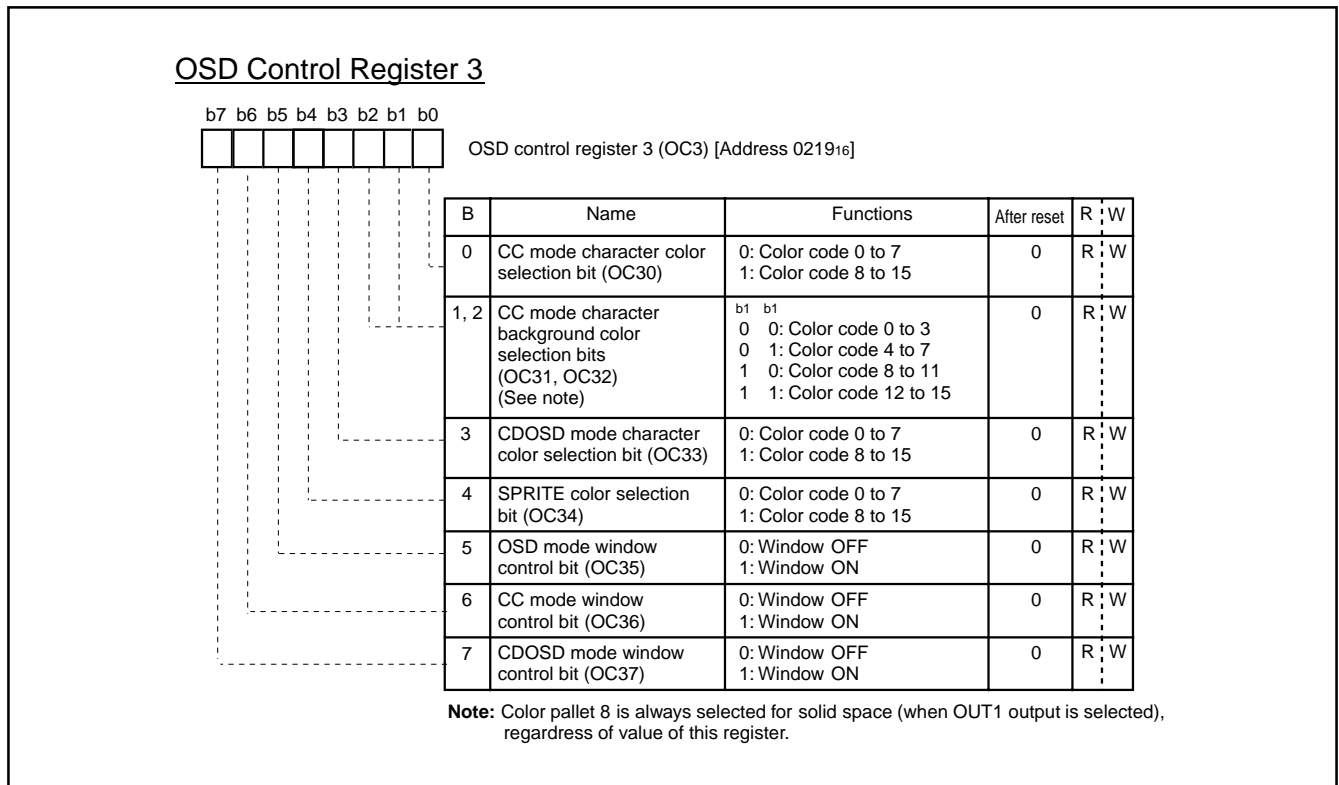 OSD Control Register 3
b7 b6 b5 b4 b3 b2 b1 b0
OSD control register 3 (OC3) [Address 021916]
B Name Functions After reset R W
0 CC mode character color 0: Color code 0 to 7 0 R W
selection bit (OC30) 1: Color code 8 to 15
1, 2 CC mode character b1 b1 0 R W
background color 0 0: Color code 0 to 3
selection bits 0 1: Color code 4 to 7
(OC31, OC32) 1 0: Color code 8 to 11
(See note) 1 1: Color code 12 to 15
3 CDOSD mode character 0: Color code 0 to 7 0 R W
color selection bit (OC33) 1: Color code 8 to 15
4 SPRITE color selection 0: Color code 0 to 7 0 R W
bit (OC34) 1: Color code 8 to 15
5 OSD mode window 0: Window OFF 0 R W
control bit (OC35) 1: Window ON
6 CC mode window 0: Window OFF 0 R W
control bit (OC36) 1: Window ON
7 CDOSD mode window 0: Window OFF 0 R W
control bit (OC37) 1: Window ON
Note: Color pallet 8 is always selected for solid space (when OUT1 output is selected),
regardress of value of this register.